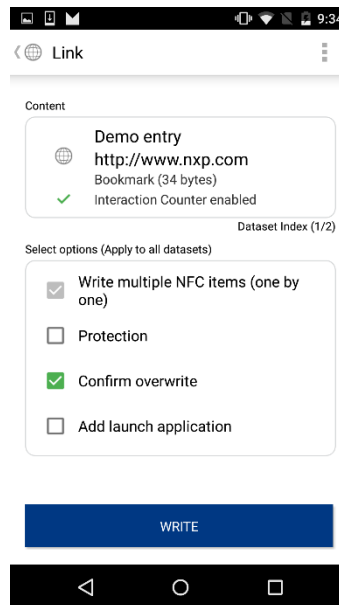 9:34
Link
Content
Demo entry
http://www.nxp.com
Bookmark (34 bytes)
Interaction Counter enabled
Dataset Index (1/2)
Select options (Apply to all datasets)
Write multiple NFC items (one by
one)
Protection
Confirm overwrite
Add launch application
WRITE